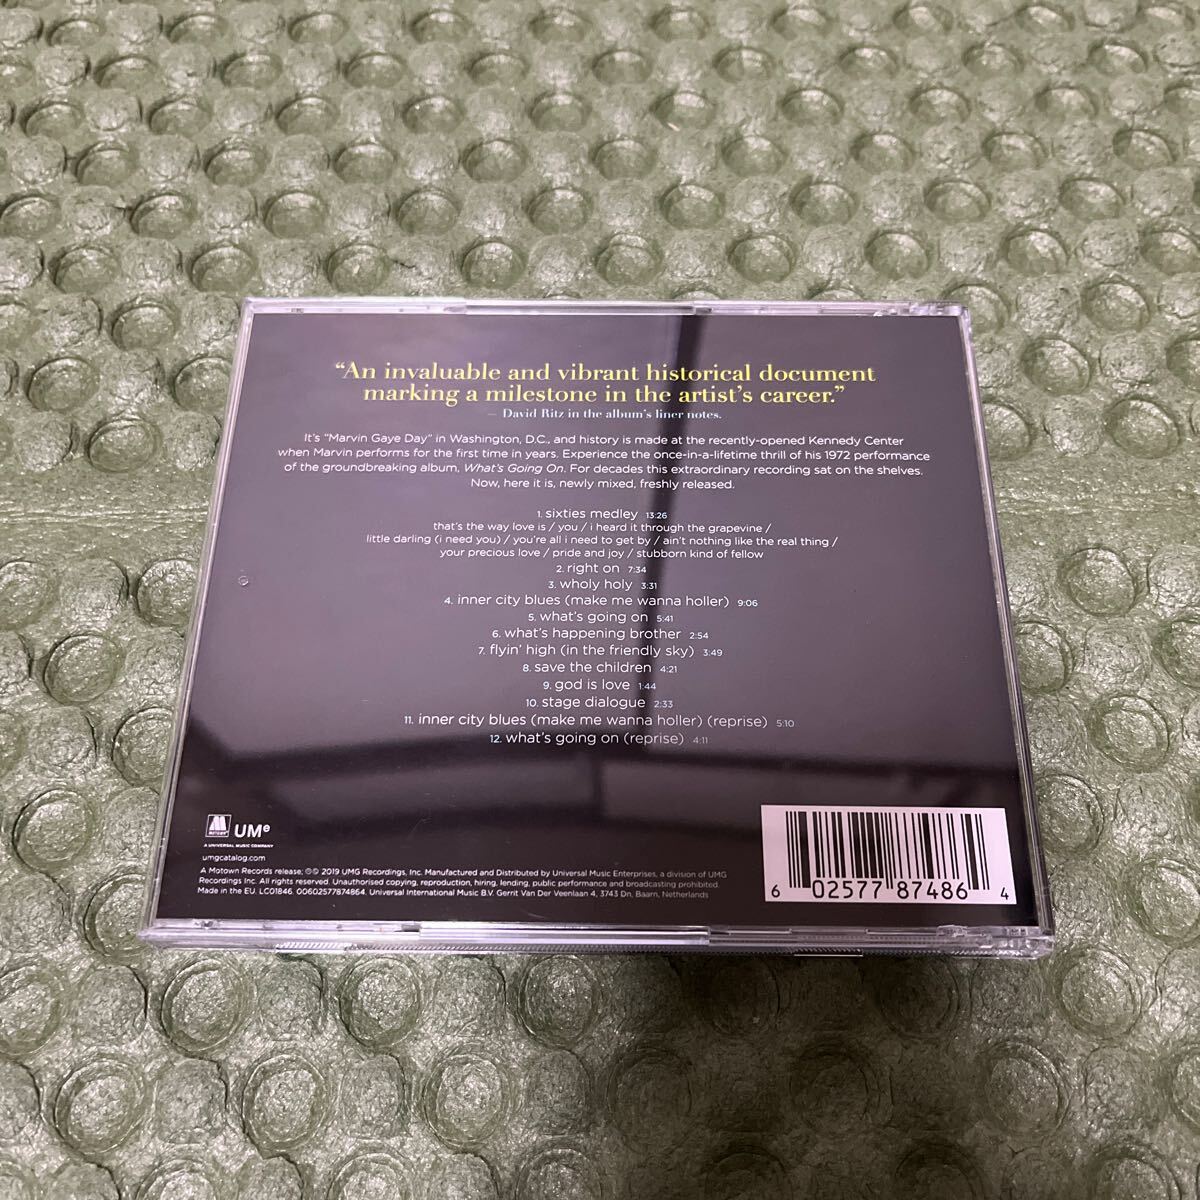 “An invaluable and vibrant historical document
marking a milestone in the artist’s career.”
— David Ritz in the album’s liner notes.
It’s “Marvin Gaye Day” in Washington, D.C., and history is made at the recently-opened Kennedy Center
when Marvin performs for the first time in years. Experience the once-in-a-lifetime thrill of his 1972 performance
of the groundbreaking album, What’s Going On. For decades this extraordinary recording sat on the shelves.
Now, here it is, newly mixed, freshly released.
1. sixties medley 13:26
that’s the way love is / you / i heard it through the grapevine /
little darling (i need you) / you’re all i need to get by / ain’t nothing like the real thing /
your precious love / pride and joy / stubborn kind of fellow
2. right on 7:34
3. wholy holy 3:31
4. inner city blues (make me wanna holler) 9:06
5. what’s going on 5:41
6. what’s happening brother 2:54
7. flyin’ high (in the friendly sky) 3:49
8. save the children 4:21
9. god is love 1:44
10. stage dialogue 2:33
11. inner city blues (make me wanna holler) (reprise) 5:10
12. what’s going on (reprise) 4:11
M
MOTOWN
UMe
A UNIVERSAL MUSIC COMPANY
umgcatalog.com
A Motown Records release; ℗© 2019 UMG Recordings, Inc. Manufactured and Distributed by Universal Music Enterprises, a division of UMG
Recordings Inc. All rights reserved. Unauthorised copying, reproduction, hiring, lending, public performance and broadcasting prohibited.
Made in the EU. LC01846. 00602577874864. Universal International Music B.V. Gerrit Van Der Veenlaan 4, 3743 Dn, Baarn, Netherlands
6 02577 87486 4